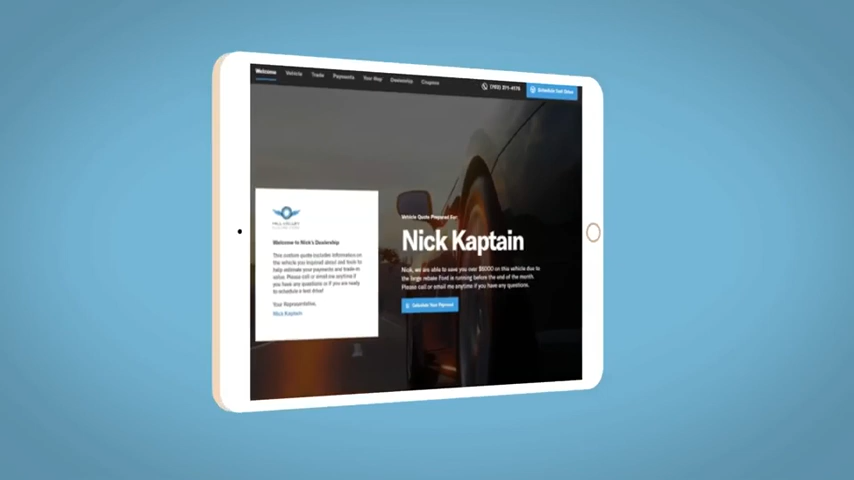 Welcome Vehicle Trade Payments Your Rep Dealership Coupons
Schedule Test Drive
Vehicle Quote Prepared For:
Nick Kaptain
Nick, we are able to save you over $5000 on this vehicle due to
the large rebate Ford is running before the end of the month.
Please call or email me anytime if you have any questions.
Calculate Your Payment
Welcome to Nick's Dealership
This custom quote includes information on
the vehicle you inquired about and tools to
help estimate your payments and trade-in
value. Please call or email me anytime if
you have any questions or if you are ready
to schedule a test drive!
Your Representative,
Nick Kaptain